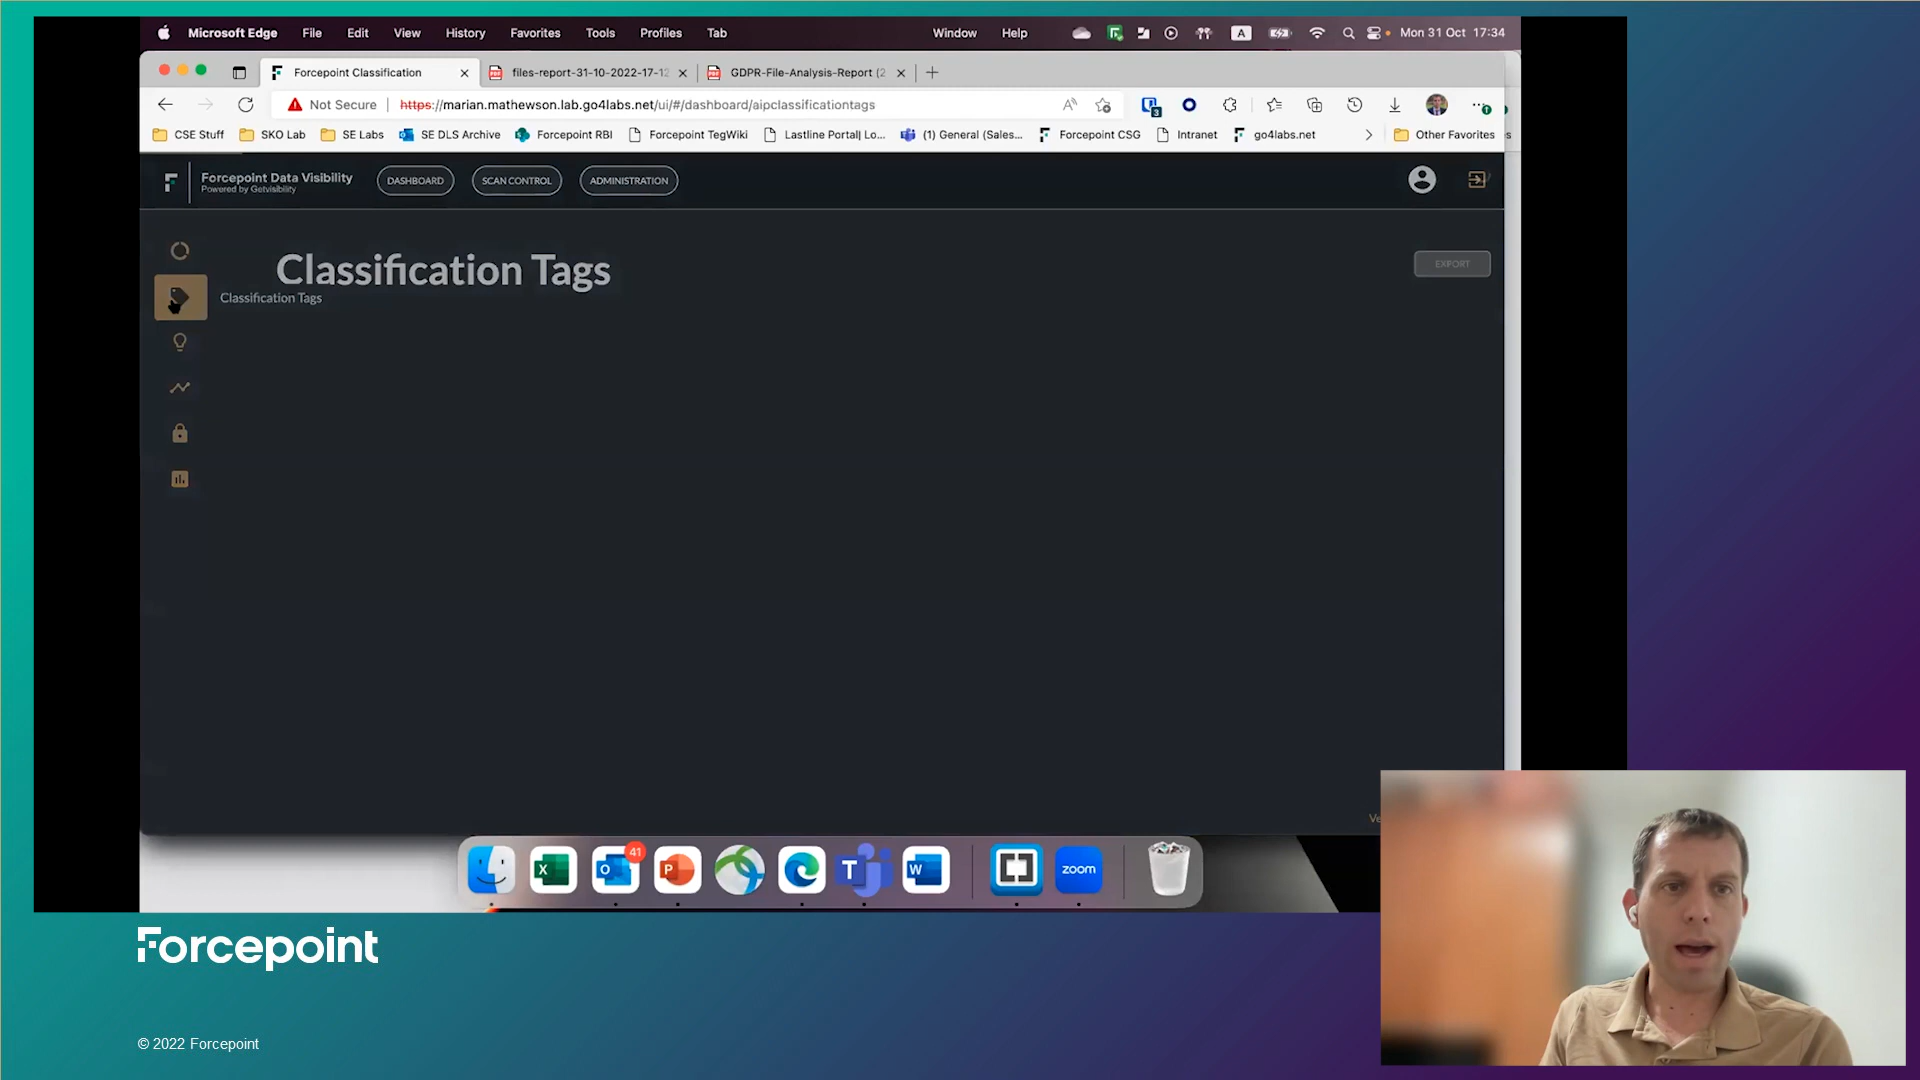 Microsoft Edge File Edit View History Favorites Tools Profiles Tab Window Help A Mon 31 Oct 17:34
Forcepoint Classification files-report-31-10-2022-17-12 GDPR-File-Analysis-Report (2
Not Secure https://marian.mathewson.lab.go4labs.net/ui/#/dashboard/aipclassificationtags
CSE Stuff SKO Lab SE Labs SE DLS Archive Forcepoint RBI Forcepoint TegWiki Lastline Portal| Lo... (1) General (Sales... Forcepoint CSG Intranet go4labs.net Other Favorites
Forcepoint Data Visibility
Powered by Getvisibility
DASHBOARD SCAN CONTROL ADMINISTRATION
Classification Tags
EXPORT
Classification Tags
41
zoom
Forcepoint
© 2022 Forcepoint